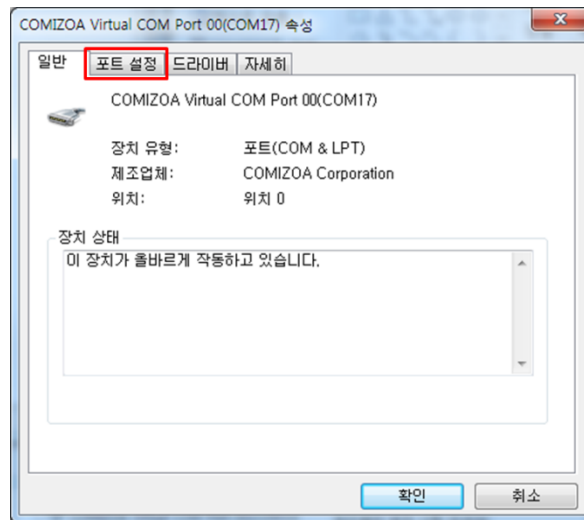 COMIZOA Virtual COM Port 00(COM17) 속성
일반 포트 설정 드라이버 자세히
COMIZOA Virtual COM Port 00(COM17)
장치 유형: 포트(COM & LPT)
제조업체: COMIZOA Corporation
위치: 위치 0
장치 상태
이 장치가 올바르게 작동하고 있습니다.
확인 취소